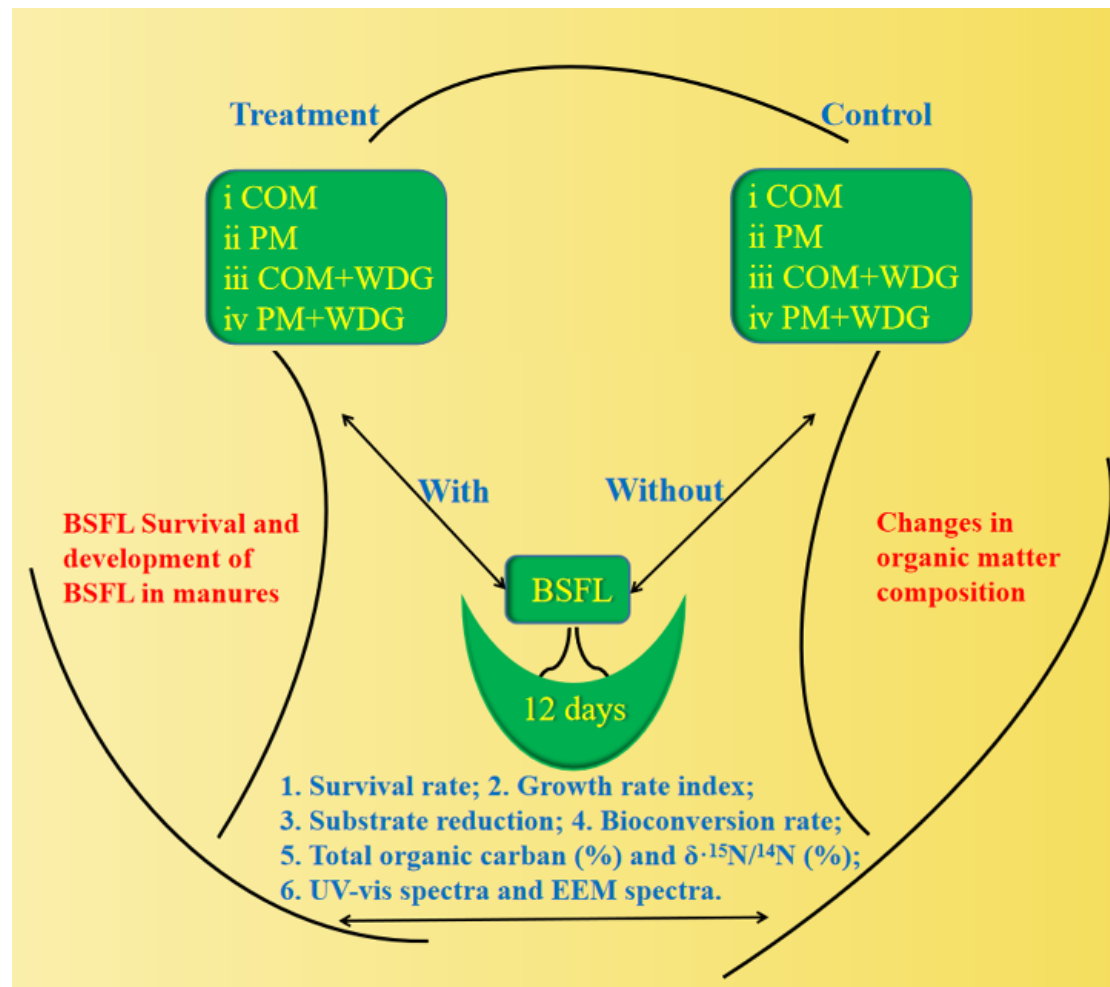 Treatment
Control
i COM
ii PM
iii COM+WDG
iv PM+WDG
i COM
ii PM
iii COM+WDG
iv PM+WDG
With
Without
BSFL Survival and
development of
BSFL in manures
Changes in
organic matter
composition
BSFL
12 days
1. Survival rate; 2. Growth rate index;
3. Substrate reduction; 4. Bioconversion rate;
5. Total organic carban (%) and δ·¹⁵N/¹⁴N (%);
6. UV-vis spectra and EEM spectra.